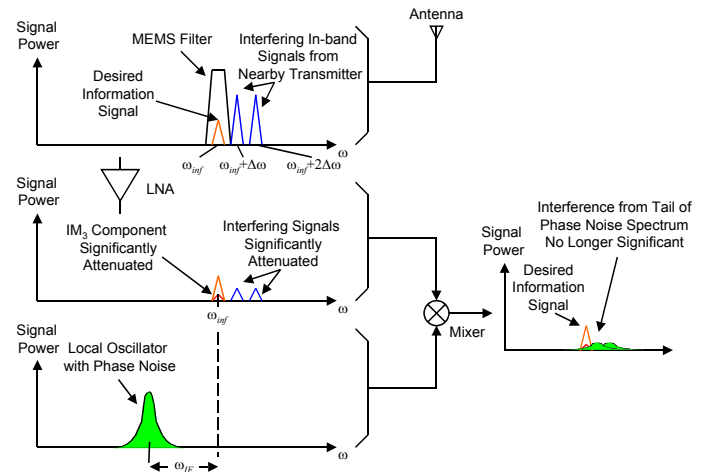 Antenna
Signal
Power
MEMS Filter
Interfering In-band
Signals from
Nearby Transmitter
Desired
Information
Signal
ω
ωinf
ωinf+Δω
ωinf+2Δω
LNA
Signal
Power
IM3 Component
Significantly
Attenuated
Interfering Signals
Significantly
Attenuated
ωinf
ω
Interference from Tail of
Phase Noise Spectrum
No Longer Significant
Signal
Power
Desired
Information
Signal
Mixer
ω
Signal
Power
Local Oscillator
with Phase Noise
ω
ωIF